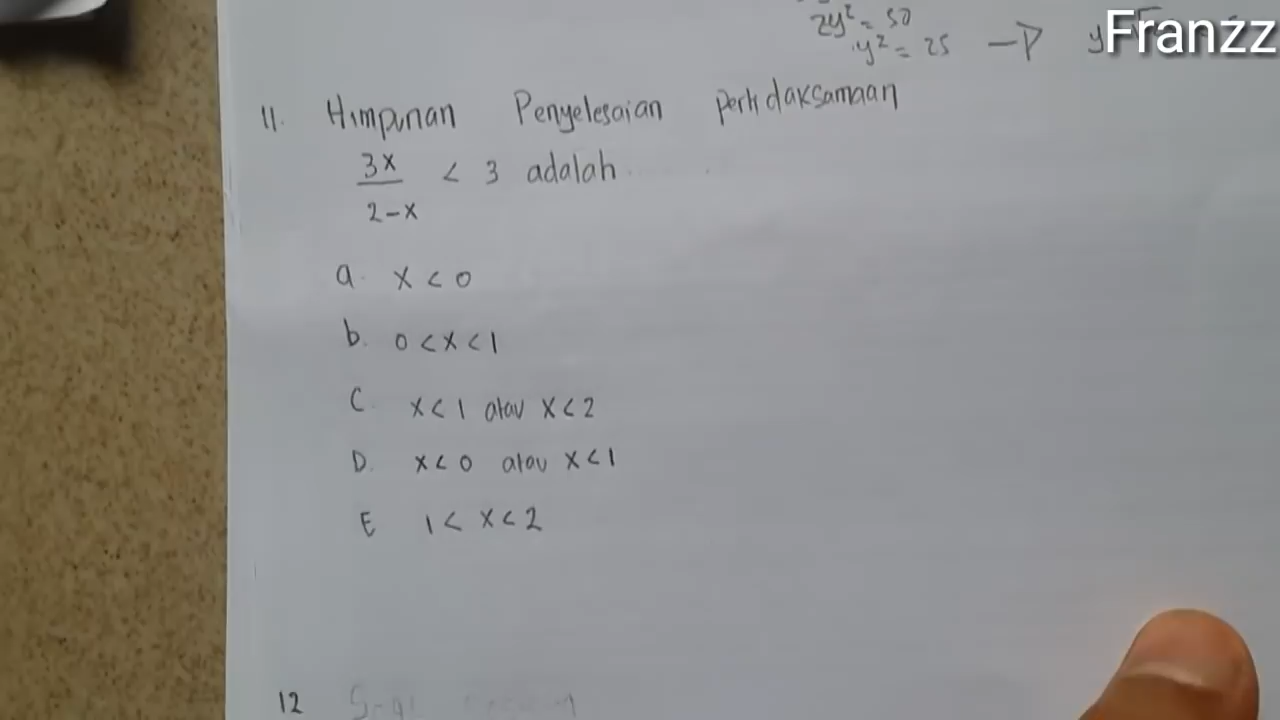 2y² = 50
y² = 25 → y
Franzz
11. Himpunan Penyelesaian pertidaksamaan
3x
—— < 3 adalah
2-x
a. x < 0
b. 0 < x < 1
C. x < 1 atau x < 2
D. x < 0 atau x < 1
E 1 < x < 2
12